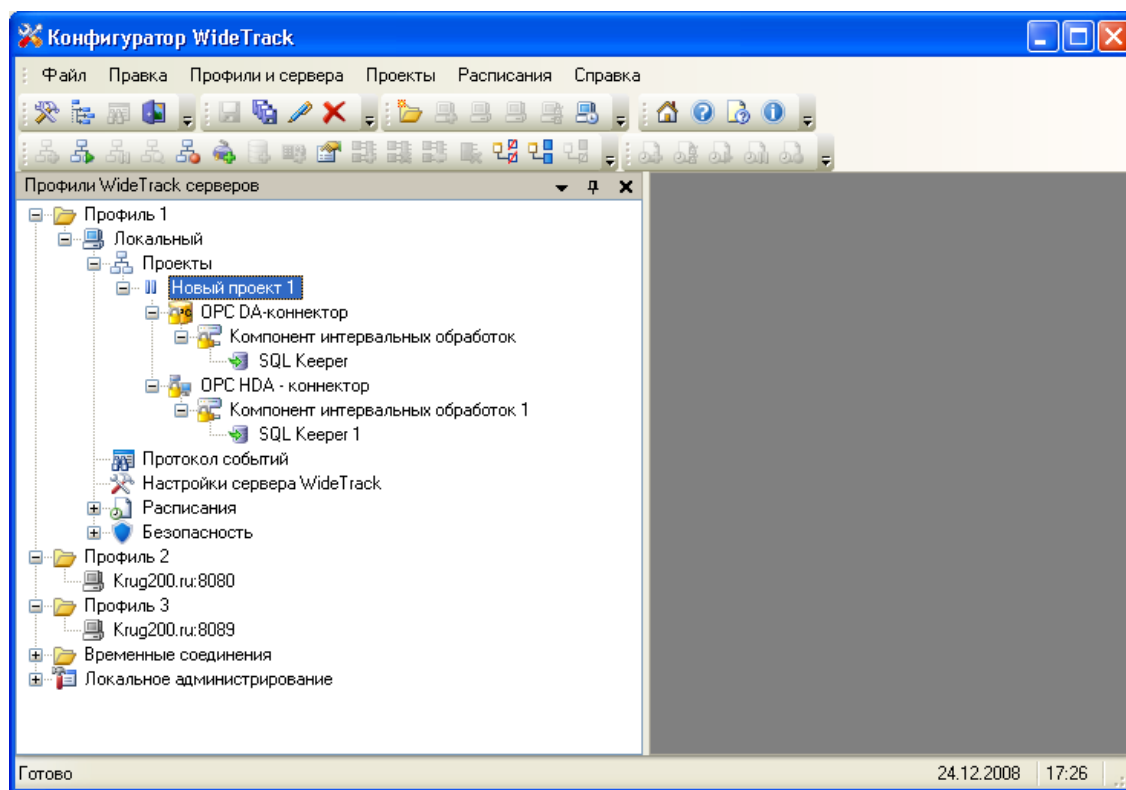 Конфигуратор WideTrack
Файл Правка Профили и сервера Проекты Расписания Справка
Профили WideTrack серверов
Профиль 1
Локальный
Проекты
Новый проект 1
OPC DA-коннектор
Компонент интервальных обработок
SQL Keeper
OPC HDA - коннектор
Компонент интервальных обработок 1
SQL Keeper 1
Протокол событий
Настройки сервера WideTrack
Расписания
Безопасность
Профиль 2
Krug200.ru:8080
Профиль 3
Krug200.ru:8089
Временные соединения
Локальное администрирование
Готово 24.12.2008 17:26